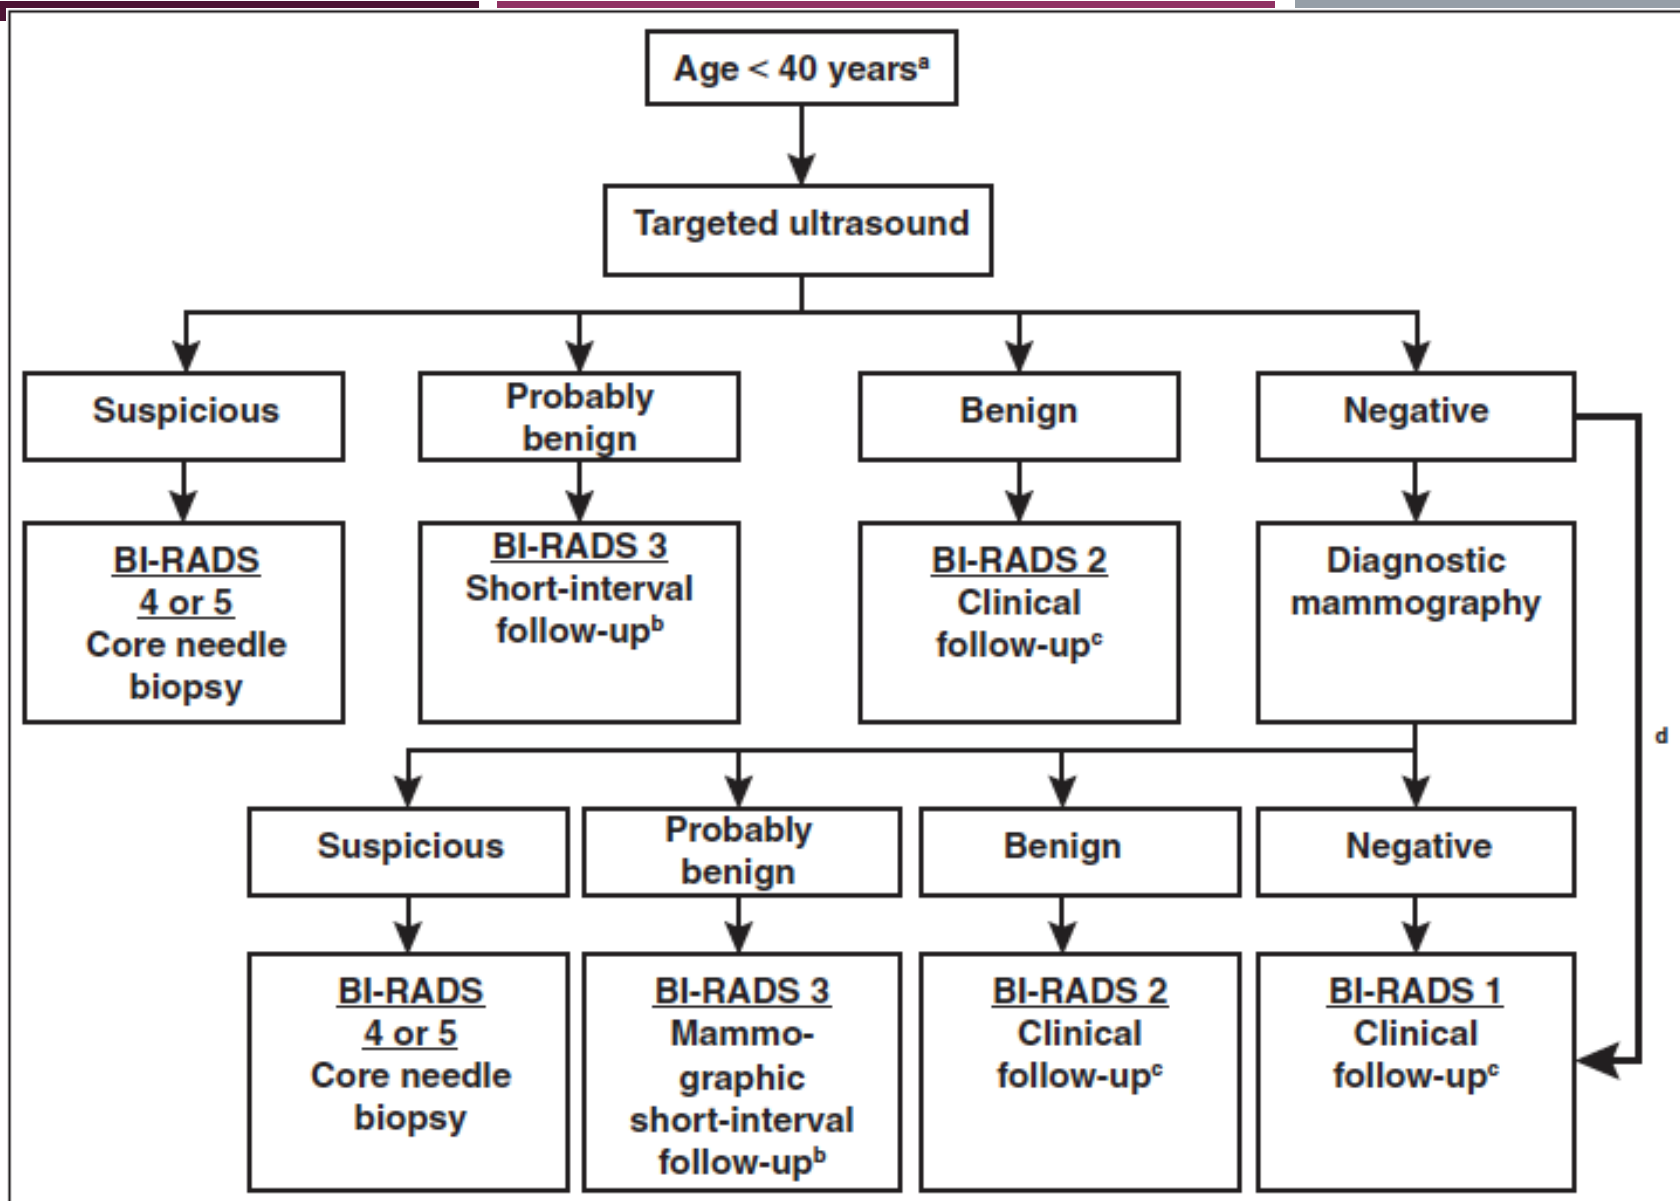 Age < 40 yearsᵃ
Targeted ultrasound
Suspicious
Probably
benign
Benign
Negative
BI-RADS
4 or 5
Core needle
biopsy
BI-RADS 3
Short-interval
follow-upᵇ
BI-RADS 2
Clinical
follow-upᶜ
Diagnostic
mammography
d
Suspicious
Probably
benign
Benign
Negative
BI-RADS
4 or 5
Core needle
biopsy
BI-RADS 3
Mammo-
graphic
short-interval
follow-upᵇ
BI-RADS 2
Clinical
follow-upᶜ
BI-RADS 1
Clinical
follow-upᶜ